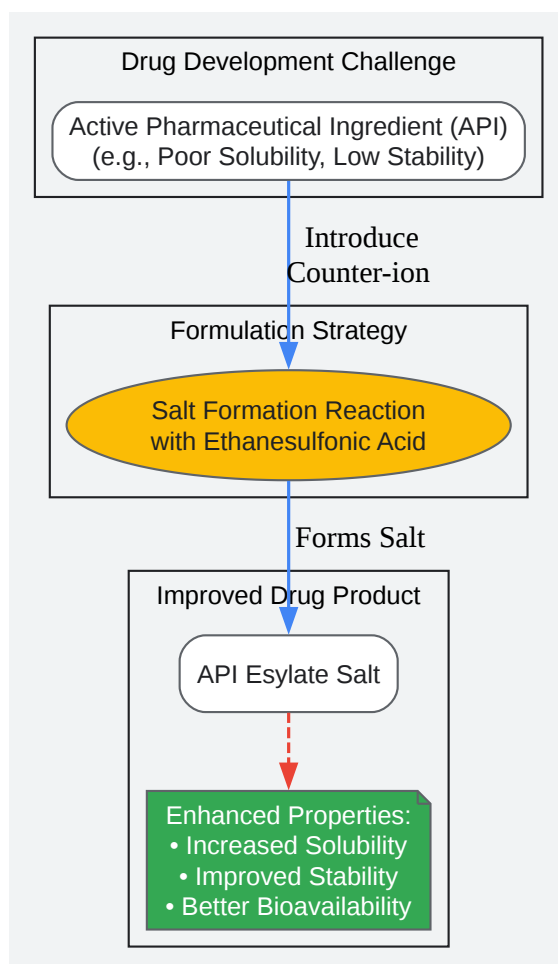 Drug Development Challenge
Active Pharmaceutical Ingredient (API)
(e.g., Poor Solubility, Low Stability)
Introduce
Counter-ion
Formulation Strategy
Salt Formation Reaction
with Ethanesulfonic Acid
Forms Salt
Improved Drug Product
API Esylate Salt
Enhanced Properties:
• Increased Solubility
• Improved Stability
• Better Bioavailability